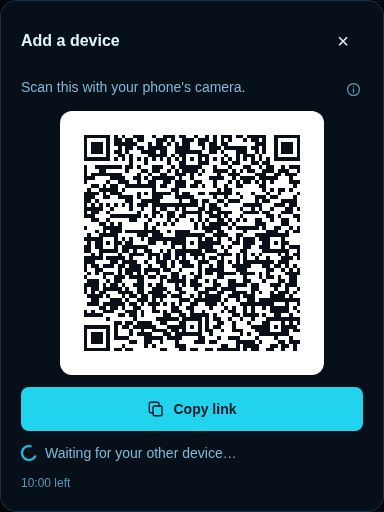 Add a device
Scan this with your phone's camera.
Copy link
Waiting for your other device…
10:00 left